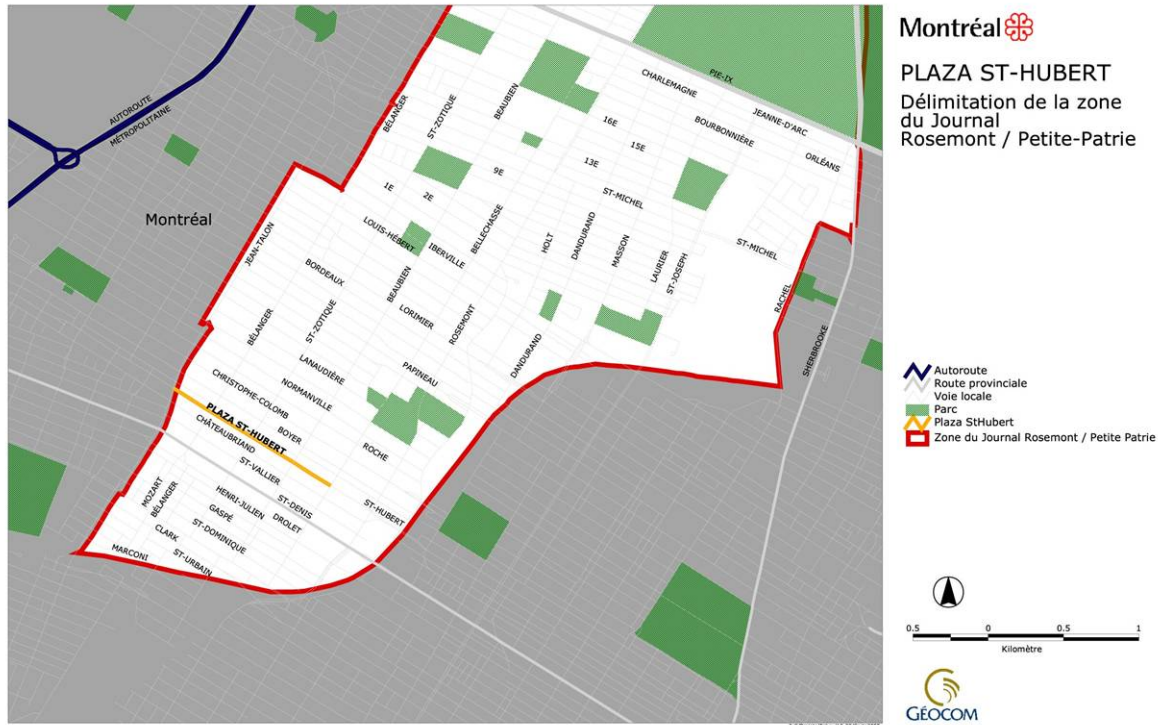 Montréal
PLAZA ST-HUBERT
Délimitation de la zone
du Journal
Rosemont / Petite-Patrie
AUTOROUTE
MÉTROPOLITAINE
Montréal
PIE-IX
CHARLEMAGNE
JEANNE-D'ARC
BOURBONNIÈRE
ORLÉANS
BÉLANGER
ST-ZOTIQUE
BEAUBIEN
16E
15E
13E
9E
1E
2E
ST-MICHEL
ST-MICHEL
LOUIS-HÉBERT
IBERVILLE
BELLECHASSE
HOLT
DANDURAND
MASSON
LAURIER
ST-JOSEPH
RACHEL
SHERBROOKE
JEAN-TALON
BORDEAUX
BEAUBIEN
LORIMIER
ROSEMONT
DANDURAND
BÉLANGER
ST-ZOTIQUE
LANAUDIÈRE
PAPINEAU
CHRISTOPHE-COLOMB
NORMANVILLE
PLAZA ST-HUBERT
BOYER
CHÂTEAUBRIAND
ROCHE
ST-VALLIER
ST-DENIS
ST-HUBERT
MOZART
BÉLANGER
HENRI-JULIEN
DROLET
GASPÉ
ST-DOMINIQUE
CLARK
ST-URBAIN
MARCONI
Autoroute
Route provinciale
Voie locale
Parc
Plaza StHubert
Zone du Journal Rosemont / Petite Patrie
0.5 0 0.5 1
Kilomètre
GÉOCOM